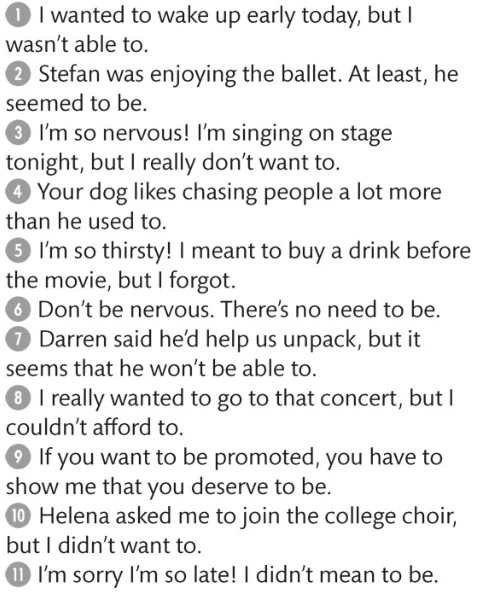 1 I wanted to wake up early today, but I
wasn't able to.
2 Stefan was enjoying the ballet. At least, he
seemed to be.
3 I'm so nervous! I'm singing on stage
tonight, but I really don't want to.
4 Your dog likes chasing people a lot more
than he used to.
5 I'm so thirsty! I meant to buy a drink before
the movie, but I forgot.
6 Don't be nervous. There's no need to be.
7 Darren said he'd help us unpack, but it
seems that he won't be able to.
8 I really wanted to go to that concert, but I
couldn't afford to.
9 If you want to be promoted, you have to
show me that you deserve to be.
10 Helena asked me to join the college choir,
but I didn't want to.
11 I'm sorry I'm so late! I didn't mean to be.